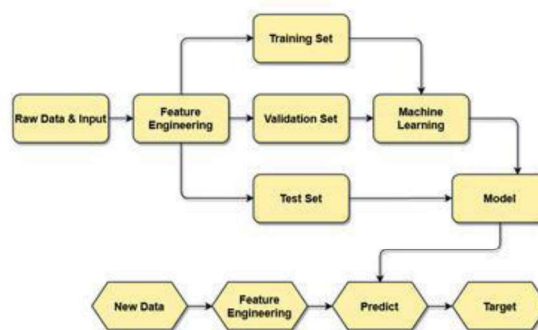 Training Set
Raw Data & Input
Feature
Engineering
Validation Set
Machine
Learning
Test Set
Model
New Data
Feature
Engineering
Predict
Target